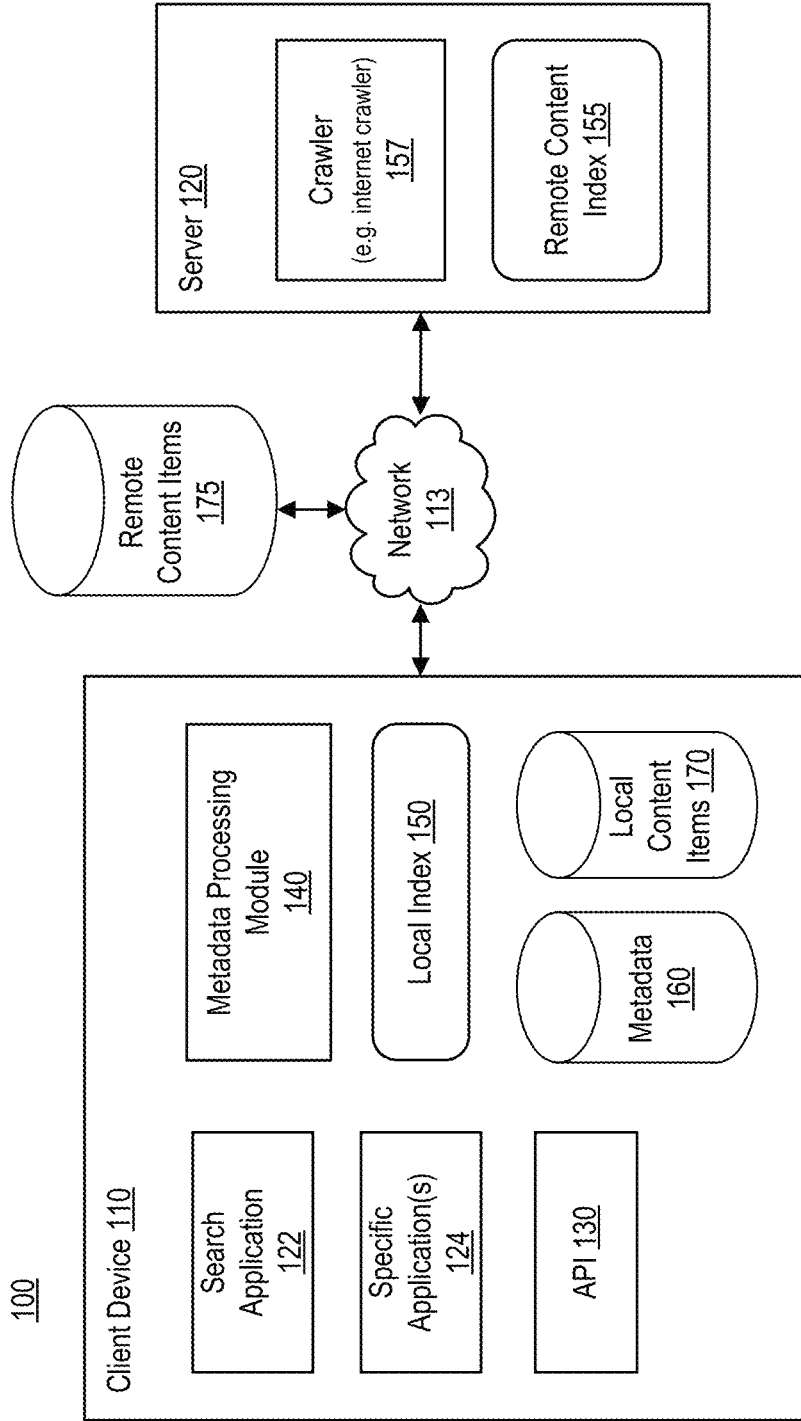 100
Client Device 110
Search
Application
122
Specific
Application(s)
124
API 130
Metadata Processing
Module
140
Local Index 150
Metadata
160
Local
Content
Items 170
Remote
Content Items
175
Network
113
Server 120
Crawler
(e.g. internet crawler)
157
Remote Content
Index 155